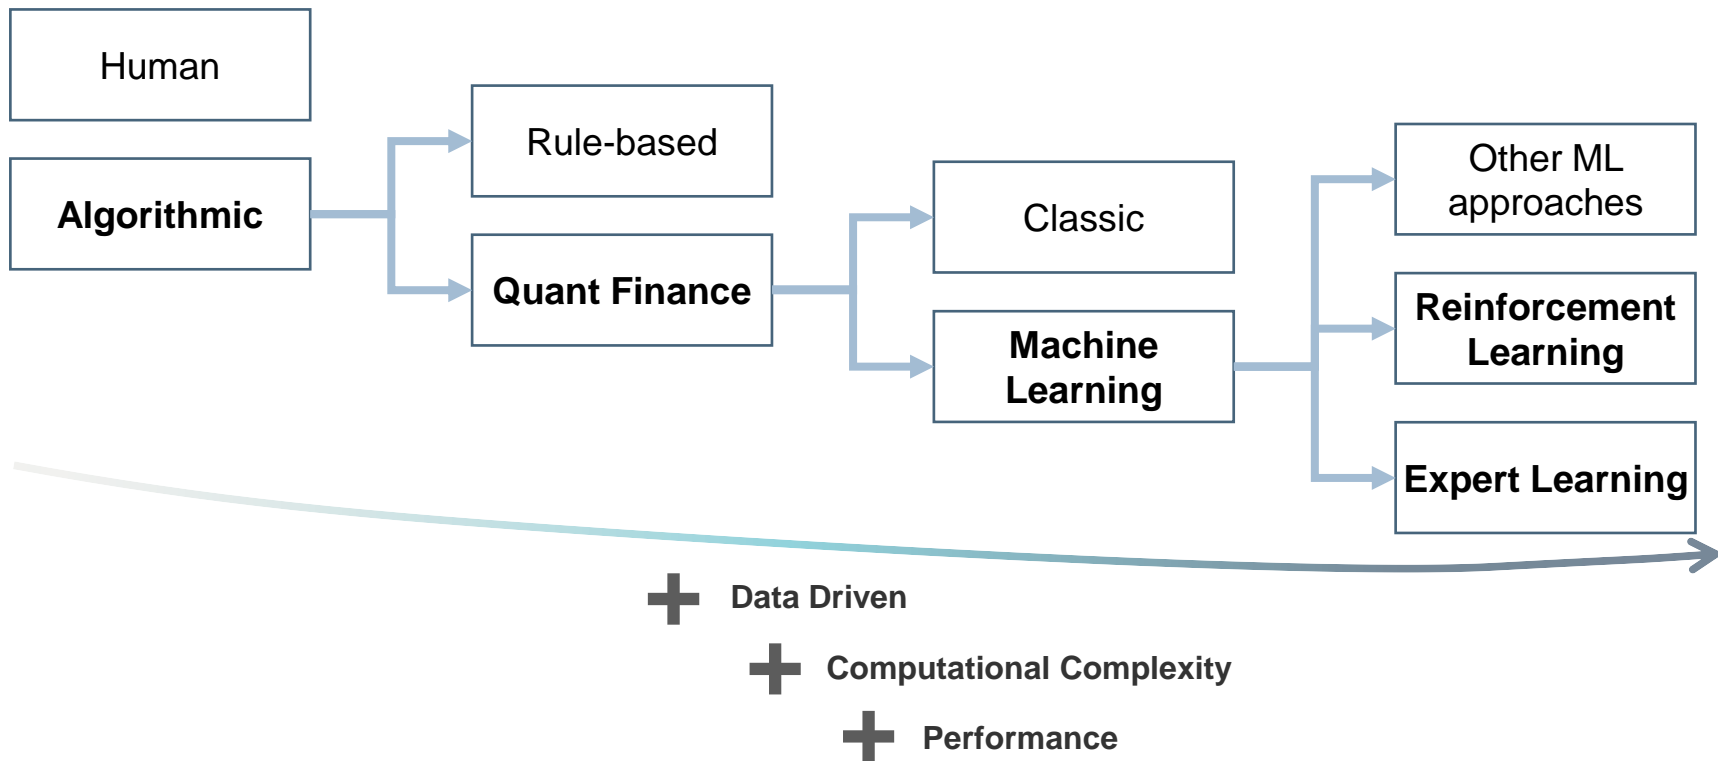 Human
Algorithmic
Rule-based
Quant Finance
Classic
Machine
Learning
Other ML
approaches
Reinforcement
Learning
Expert Learning
Data Driven
Computational Complexity
Performance